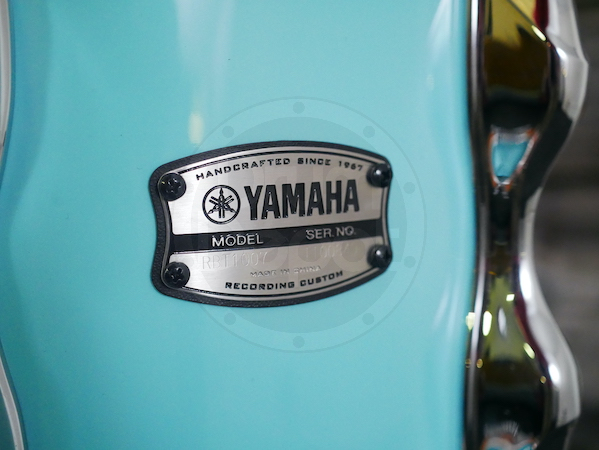 HANDCRAFTED SINCE 1967
YAMAHA
MODEL SER. NO.
MADE IN CHINA
RECORDING CUSTOM